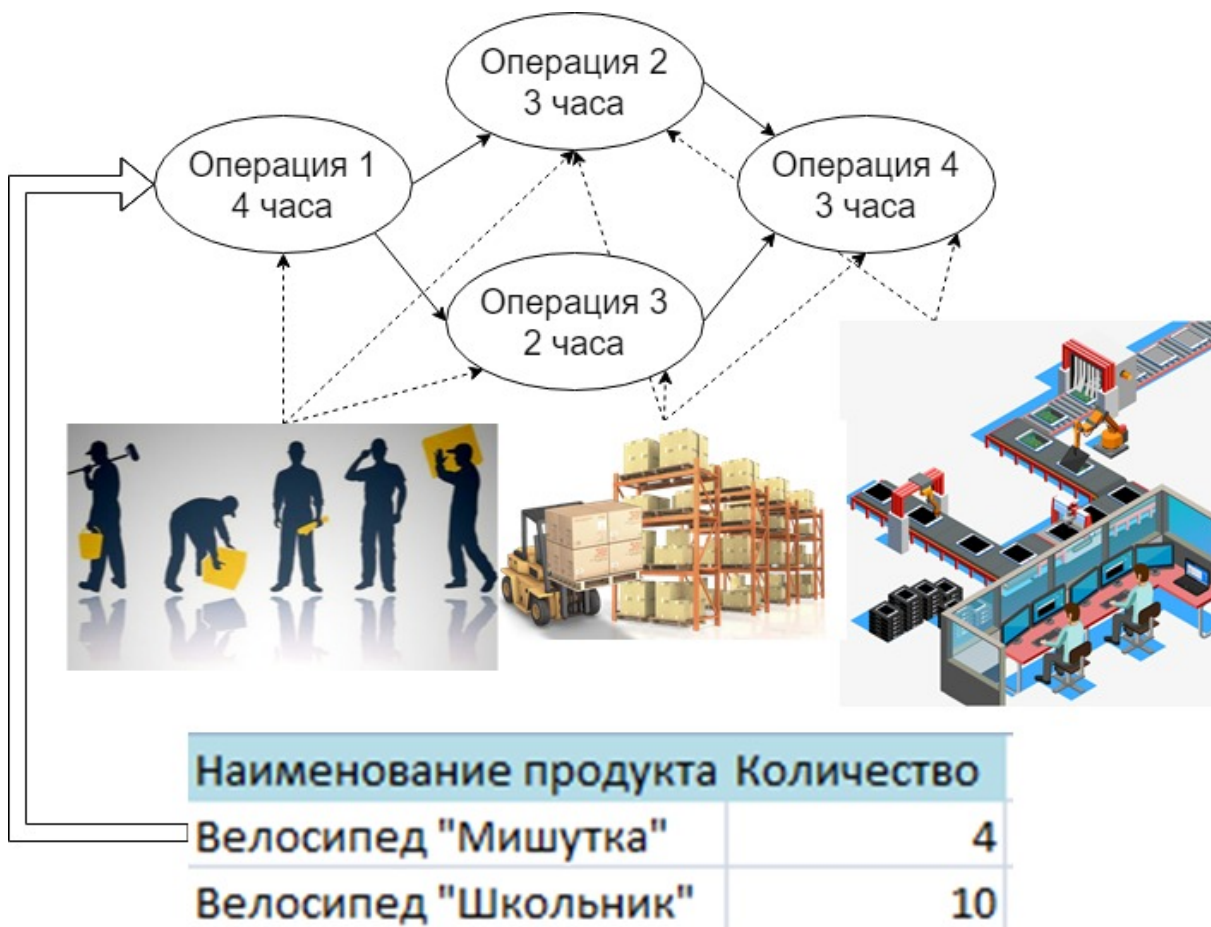 Операция 2
3 часа
Операция 1
4 часа
Операция 4
3 часа
Операция 3
2 часа
Наименование продукта Количество
Велосипед "Мишутка" 4
Велосипед "Школьник" 10